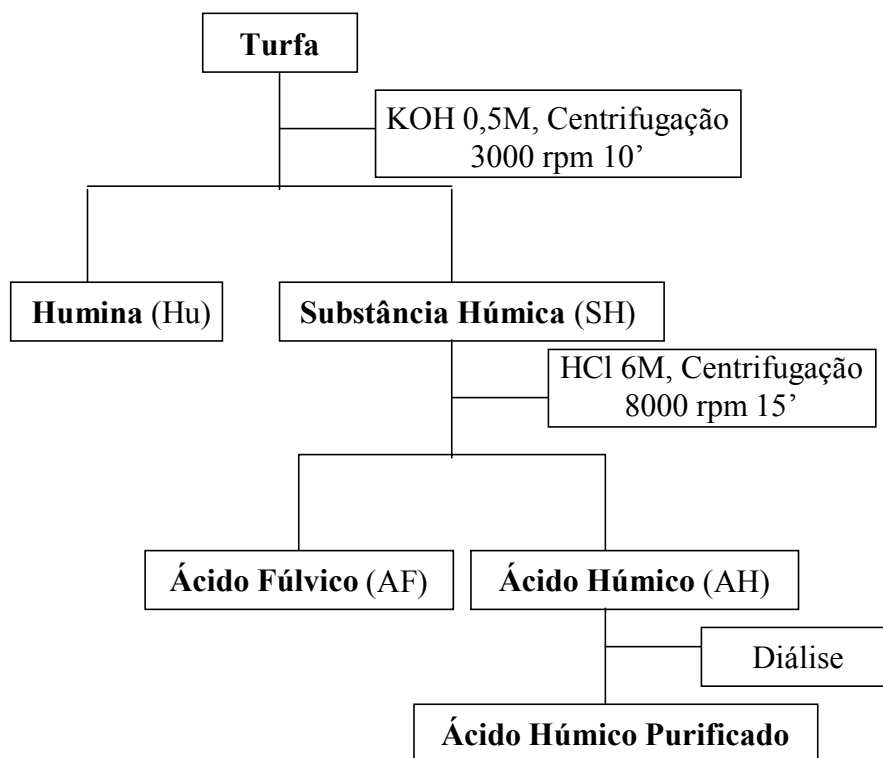 Turfa
KOH 0,5M, Centrifugação
3000 rpm 10’
Humina (Hu)
Substância Húmica (SH)
HCl 6M, Centrifugação
8000 rpm 15’
Ácido Fúlvico (AF)
Ácido Húmico (AH)
Diálise
Ácido Húmico Purificado